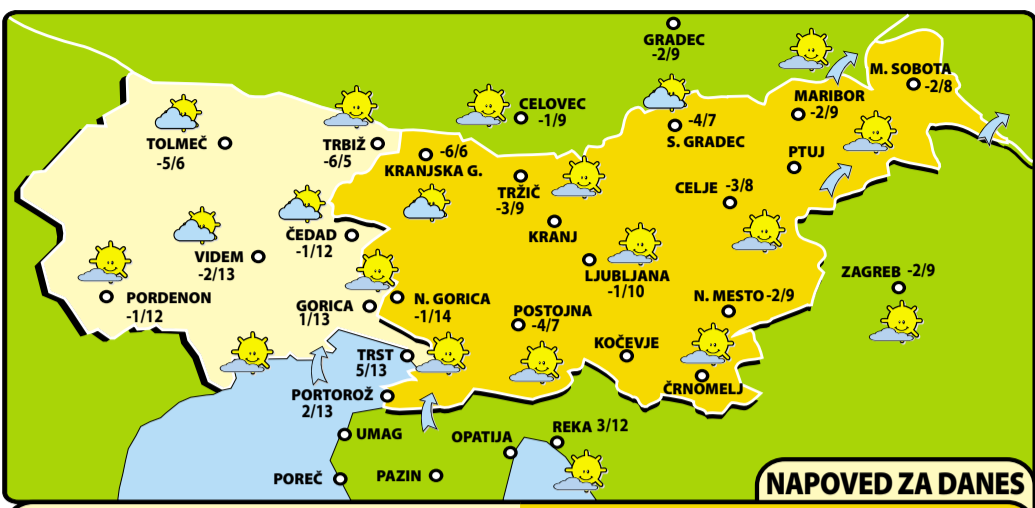 GRADEC
-2/9
M. SOBOTA
-2/8
MARIBOR
-2/9
CELOVEC
-1/9
-4/7
S. GRADEC
TOLMEČ
-5/6
TRBIŽ
-6/5
-6/6
KRANJSKA G.
PTUJ
TRŽIČ
-3/9
CELJE -3/8
KRANJ
ČEDAD
-1/12
VIDEM
-2/13
LJUBLJANA
-1/10
ZAGREB -2/9
PORDENON
-1/12
GORICA
1/13
N. GORICA
-1/14
N. MESTO -2/9
POSTOJNA
-4/7
KOČEVJE
TRST
5/13
ČRNOMELJ
PORTOROŽ
2/13
UMAG
OPATIJA
REKA 3/12
POREČ
PAZIN
NAPOVED ZA DANES